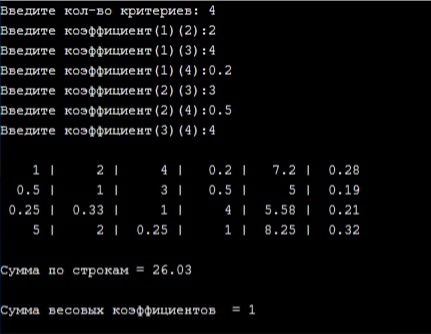 Введите кол-во критериев: 4
Введите коэффициент(1)(2):2
Введите коэффициент(1)(3):4
Введите коэффициент(1)(4):0.2
Введите коэффициент(2)(3):3
Введите коэффициент(2)(4):0.5
Введите коэффициент(3)(4):4
1 | 2 | 4 | 0.2 | 7.2 | 0.28
0.5 | 1 | 3 | 0.5 | 5 | 0.19
0.25 | 0.33 | 1 | 4 | 5.58 | 0.21
5 | 2 | 0.25 | 1 | 8.25 | 0.32
Сумма по строкам = 26.03
Сумма весовых коэффициентов = 1